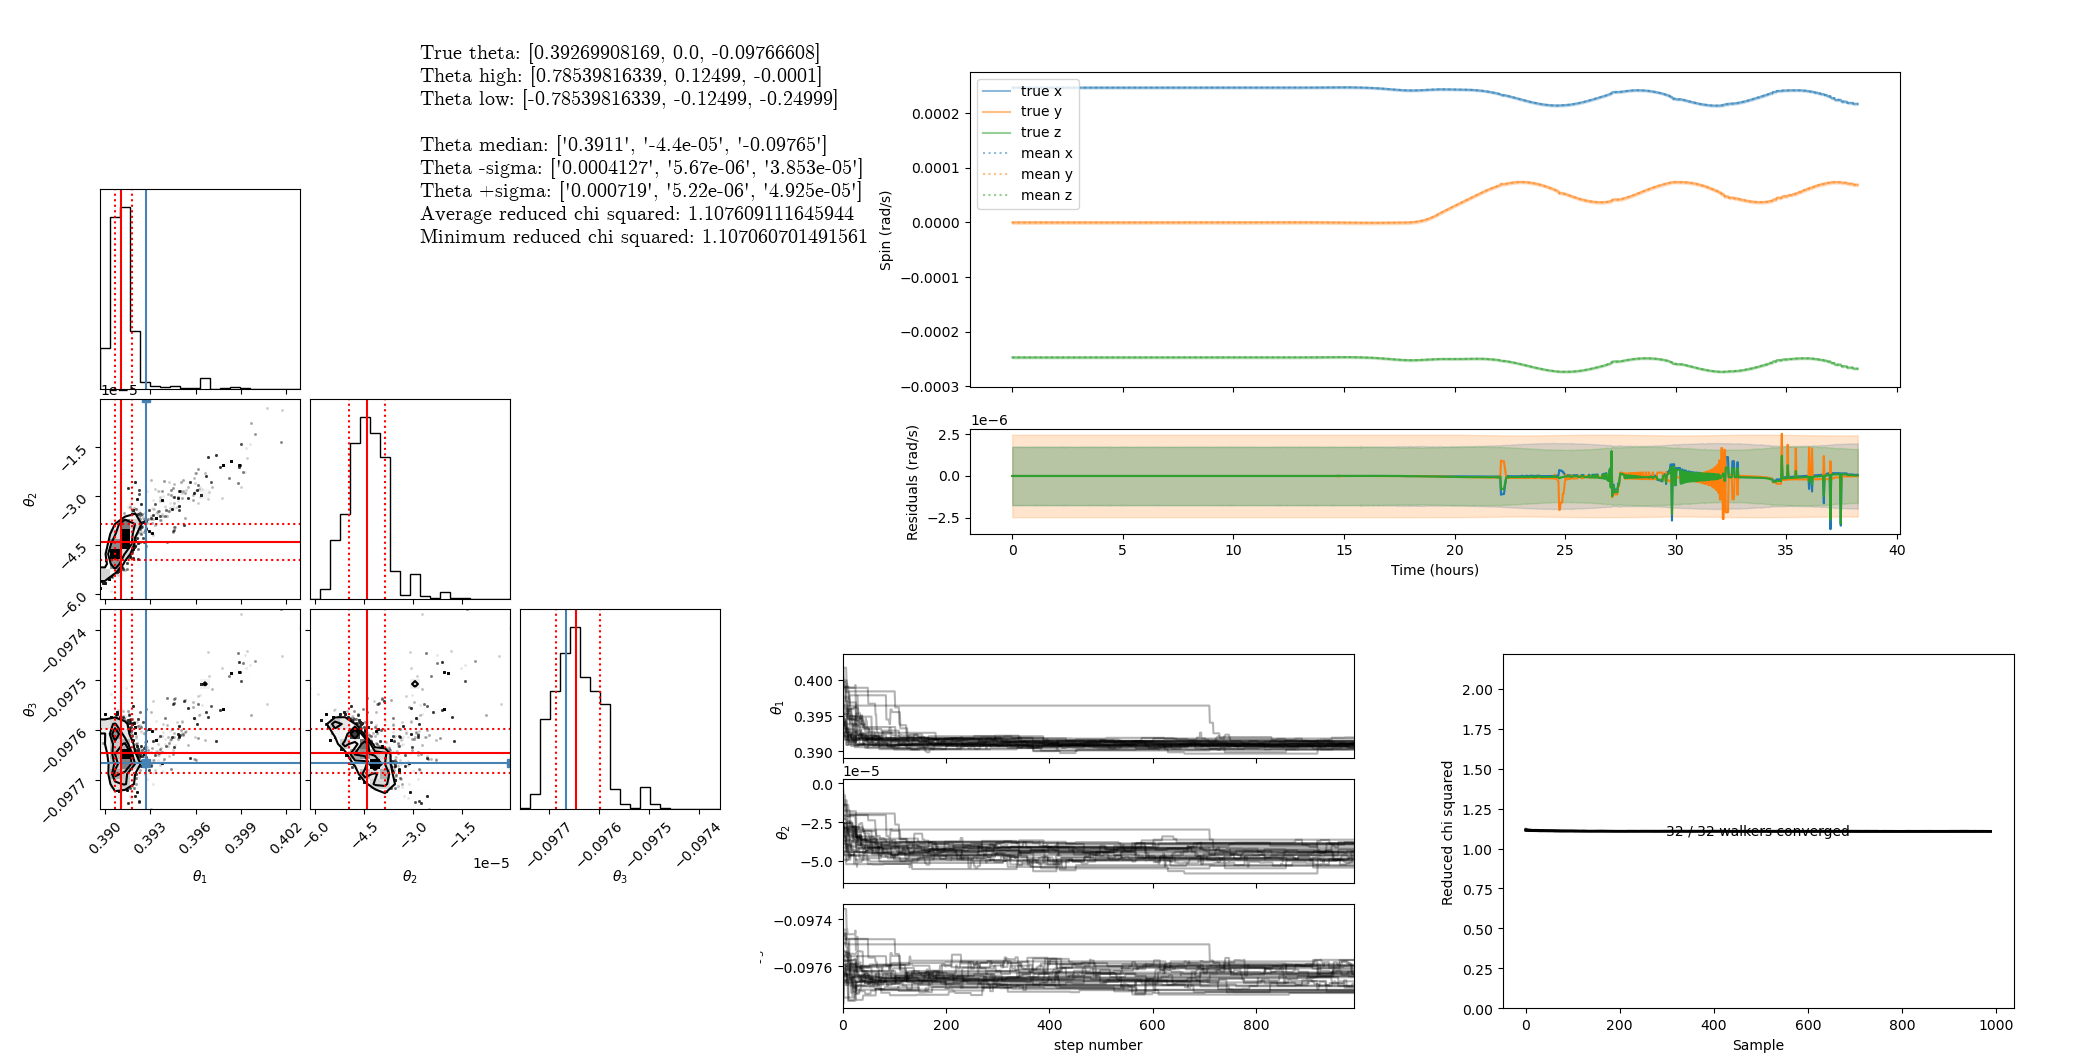 True theta: [0.39269908169, 0.0, -0.09766608]
Theta high: [0.78539816339, 0.12499, -0.0001]
Theta low: [-0.78539816339, -0.12499, -0.24999]
Theta median: ['0.3911', '-4.4e-05', '-0.09765']
Theta -sigma: ['0.0004127', '5.67e-06', '3.853e-05']
Theta +sigma: ['0.000719', '5.22e-06', '4.925e-05']
Average reduced chi squared: 1.107609111645944
Minimum reduced chi squared: 1.107060701491561
1e−5
θ2
−1.5
−3.0
−4.5
−6.0
θ3
−0.0974
−0.0975
−0.0976
−0.0977
0.390
0.393
0.396
0.399
0.402
θ1
−6.0
−4.5
−3.0
−1.5
1e−5
θ2
−0.0977
−0.0976
−0.0975
−0.0974
θ3
true x
true y
true z
mean x
mean y
mean z
Spin (rad/s)
0.0002
0.0001
0.0000
−0.0001
−0.0002
−0.0003
1e−6
Residuals (rad/s)
2.5
0.0
−2.5
0
5
10
15
20
25
30
35
40
Time (hours)
θ1
0.400
0.395
0.390
1e−5
θ2
0.0
−2.5
−5.0
−0.0974
−0.0976
0
200
400
600
800
step number
Reduced chi squared
2.00
1.75
1.50
1.25
1.00
0.75
0.50
0.25
0.00
32 / 32 walkers converged
0
200
400
600
800
1000
Sample